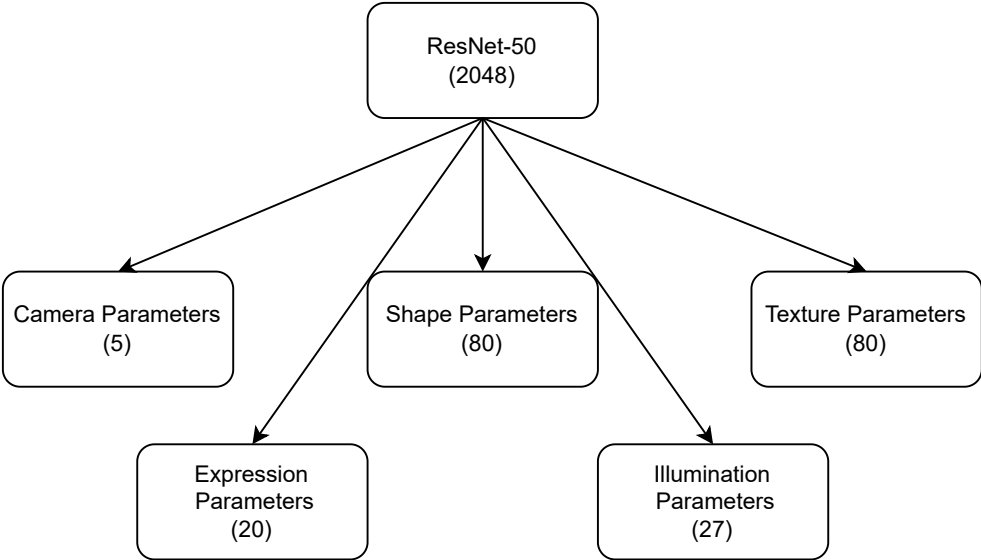 ResNet-50
(2048)
Camera Parameters
(5)
Shape Parameters
(80)
Texture Parameters
(80)
Expression
Parameters
(20)
Illumination
Parameters
(27)